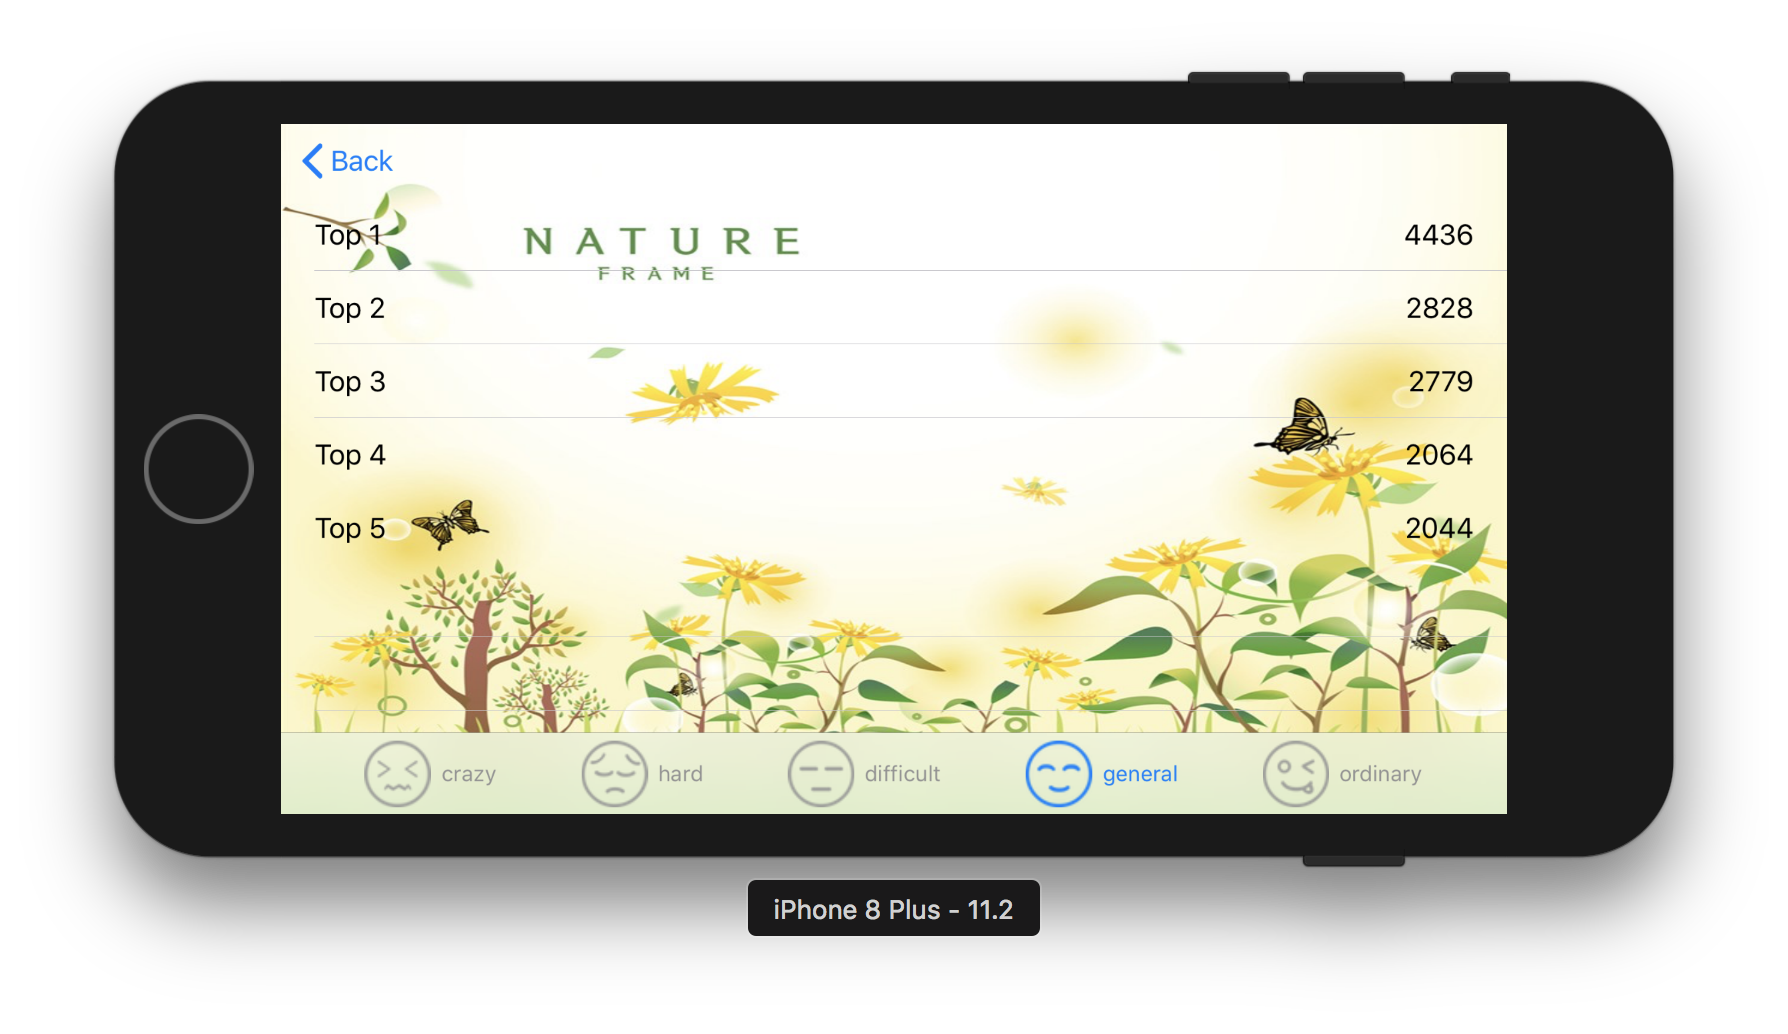 Back
NATURE
FRAME
Top 1 4436
Top 2 2828
Top 3 2779
Top 4 2064
Top 5 2044
crazy hard difficult general ordinary
iPhone 8 Plus - 11.2